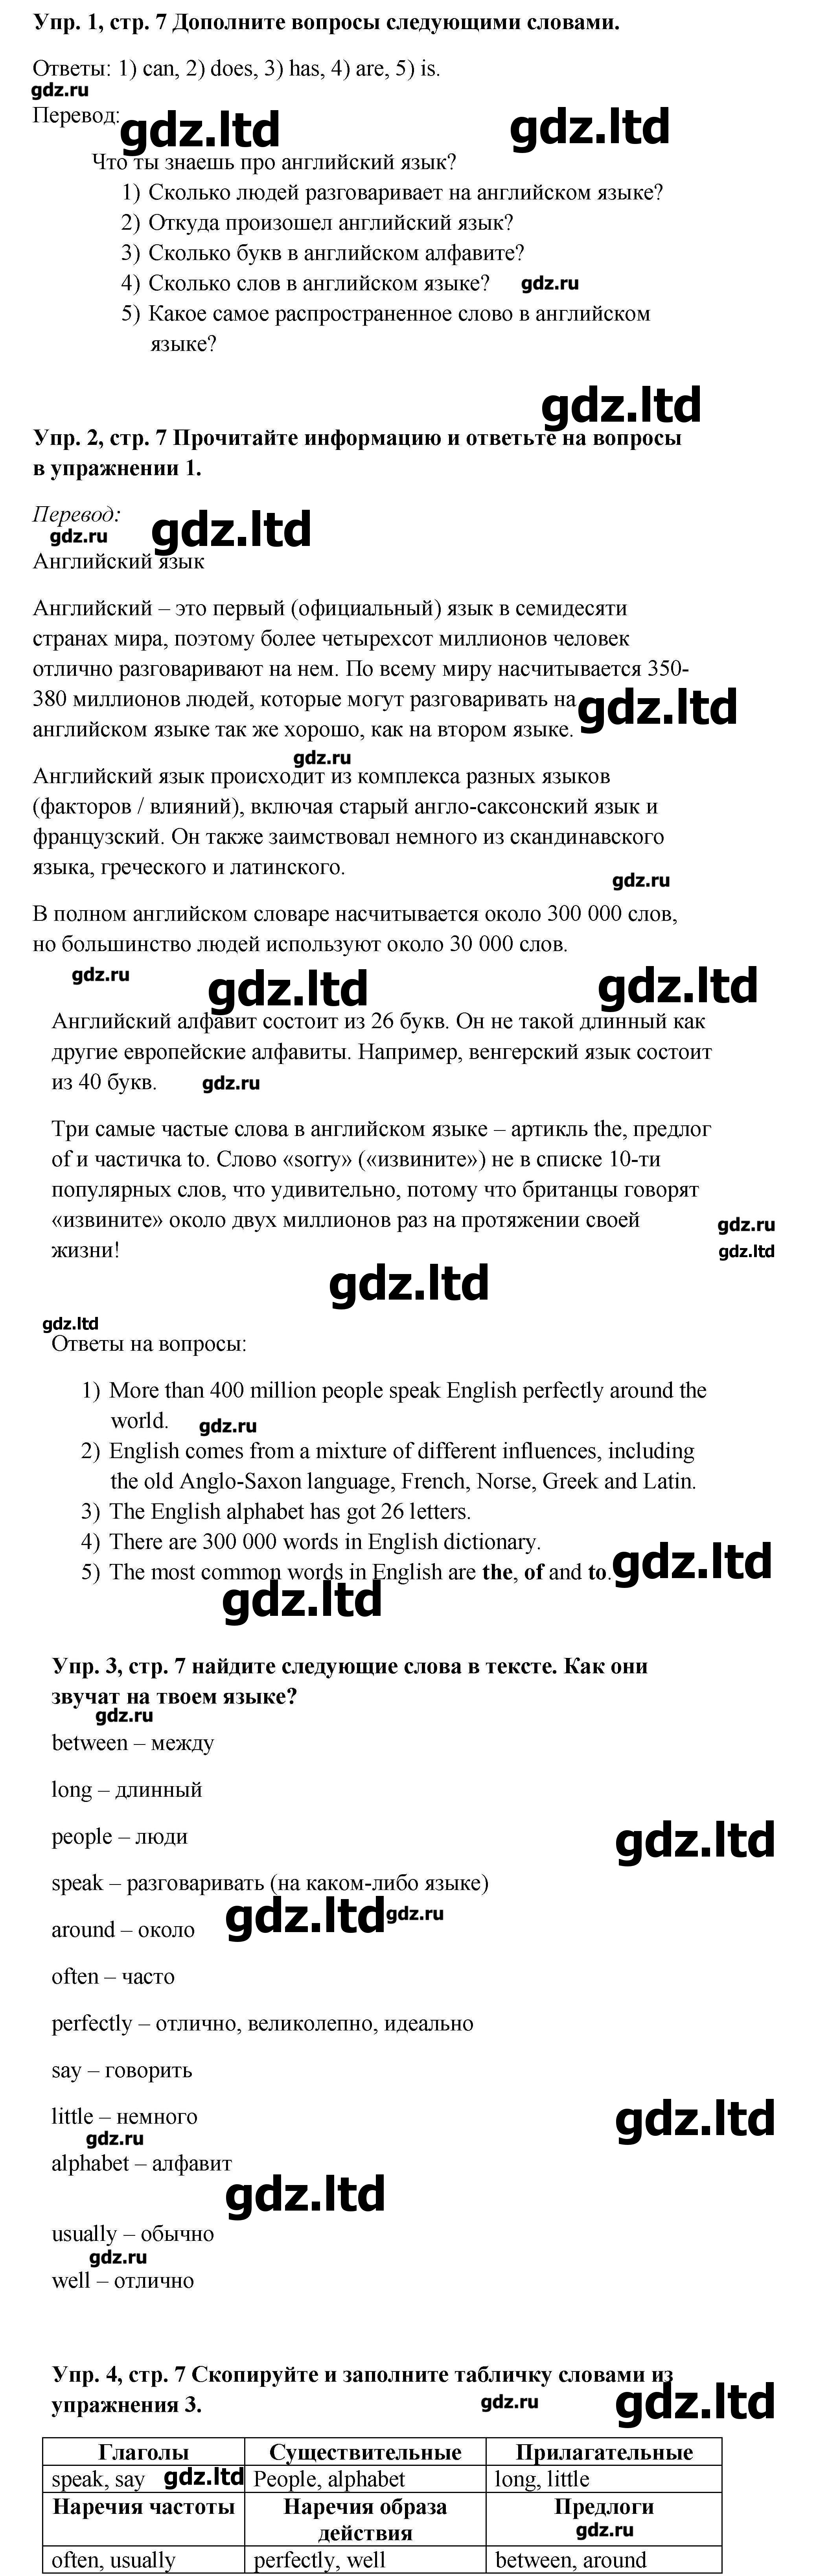 Упр. 1, стр. 7 Дополните вопросы следующими словами.
Ответы: 1) can, 2) does, 3) has, 4) are, 5) is.
gdz.ru
Перевод:
gdz.ltd
gdz.ltd
Что ты знаешь про английский язык?
1) Сколько людей разговаривает на английском языке?
2) Откуда произошел английский язык?
3) Сколько букв в английском алфавите?
4) Сколько слов в английском языке? gdz.ru
5) Какое самое распространенное слово в английском
языке?
gdz.ltd
Упр. 2, стр. 7 Прочитайте информацию и ответьте на вопросы
в упражнении 1.
Перевод:
gdz.ru gdz.ltd
Английский язык
Английский – это первый (официальный) язык в семидесяти
странах мира, поэтому более четырехсот миллионов человек
отлично разговаривают на нем. По всему миру насчитывается 350-
380 миллионов людей, которые могут разговаривать на
gdz.ltd
английском языке так же хорошо, как на втором языке.
gdz.ru
Английский язык происходит из комплекса разных языков
(факторов / влияний), включая старый англо-саксонский язык и
французский. Он также заимствовал немного из скандинавского
языка, греческого и латинского.
gdz.ru
В полном английском словаре насчитывается около 300 000 слов,
но большинство людей используют около 30 000 слов.
gdz.ru gdz.ltd gdz.ltd
Английский алфавит состоит из 26 букв. Он не такой длинный как
другие европейские алфавиты. Например, венгерский язык состоит
из 40 букв. gdz.ru
Три самые частые слова в английском языке – артикль the, предлог
of и частичка to. Слово «sorry» («извините») не в списке 10-ти
популярных слов, что удивительно, потому что британцы говорят
«извините» около двух миллионов раз на протяжении своей
gdz.ru
жизни!
gdz.ltd
gdz.ltd
gdz.ltd
Ответы на вопросы:
1) More than 400 million people speak English perfectly around the
world. gdz.ru
2) English comes from a mixture of different influences, including
the old Anglo-Saxon language, French, Norse, Greek and Latin.
3) The English alphabet has got 26 letters.
4) There are 300 000 words in English dictionary.
5) The most common words in English are the, of and to.
gdz.ltd
gdz.ltd
Упр. 3, стр. 7 найдите следующие слова в тексте. Как они
звучат на твоем языке?
gdz.ru
between – между
long – длинный
people – люди
gdz.ltd
speak – разговаривать (на каком-либо языке)
gdz.ltd gdz.ru
around – около
often – часто
perfectly – отлично, великолепно, идеально
say – говорить
little – немного
gdz.ltd
gdz.ru
alphabet – алфавит
gdz.ltd
usually – обычно
gdz.ru
well – отлично
Упр. 4, стр. 7 Скопируйте и заполните табличку словами из
упражнения 3. gdz.ru gdz.ltd
Глаголы Существительные Прилагательные
speak, say gdz.ltd People, alphabet long, little
Наречия частоты Наречия образа Предлоги
действия gdz.ru
often, usually perfectly, well between, around